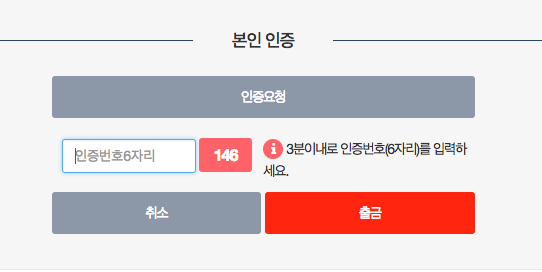 본인 인증
인증요청
인증번호6자리
146
3분이내로 인증번호(6자리)를 입력하
세요.
취소
출금